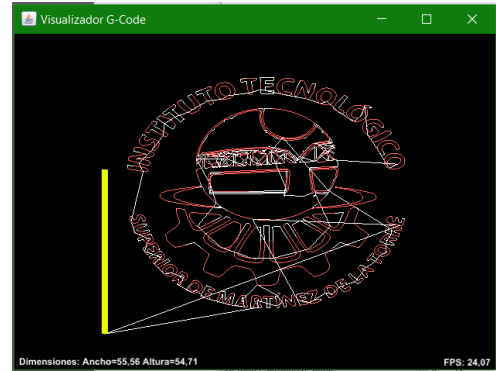 Visualizador G-Code
INSTITUTO TECNOLÓGICO
SUPERIOR DE MARTÍNEZ DE LA TORRE
Dimensiones: Ancho=55,56 Altura=54,71
FPS: 24,07